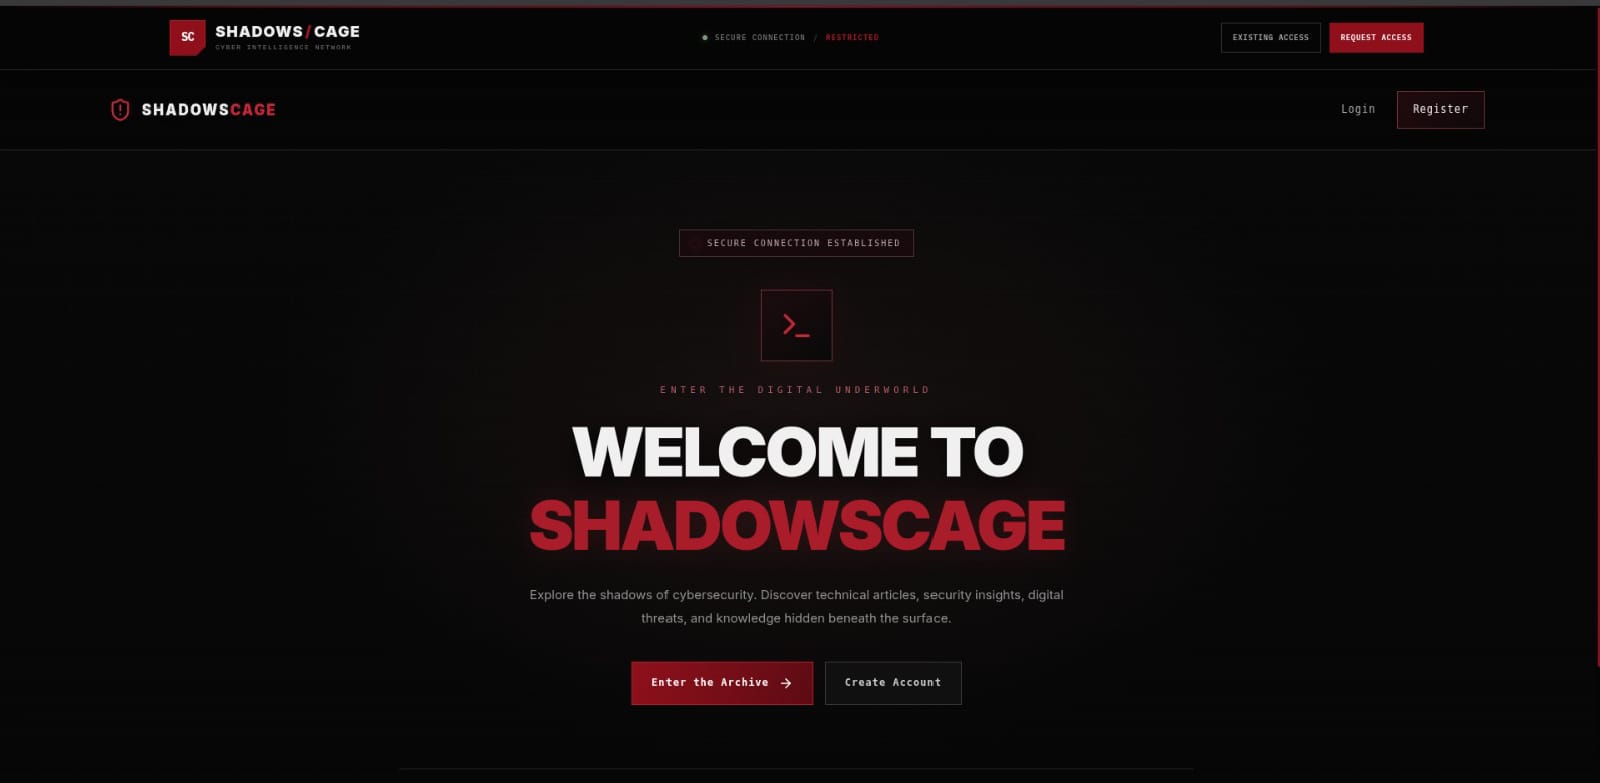 SC
SHADOWS/CAGE
CYBER INTELLIGENCE NETWORK
SECURE CONNECTION / RESTRICTED
EXISTING ACCESS
REQUEST ACCESS
SHADOWSCAGE
Login
Register
SECURE CONNECTION ESTABLISHED
>_
ENTER THE DIGITAL UNDERWORLD
WELCOME TO
SHADOWSCAGE
Explore the shadows of cybersecurity. Discover technical articles, security insights, digital
threats, and knowledge hidden beneath the surface.
Enter the Archive →
Create Account